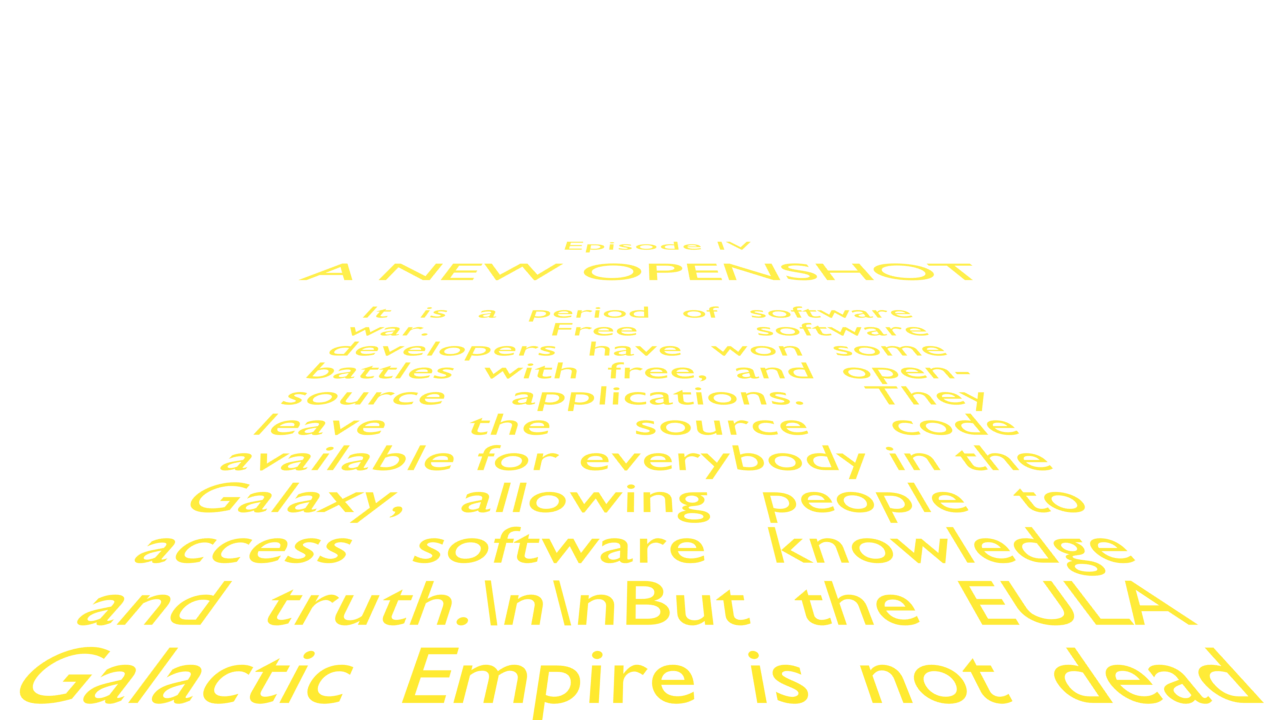 Episode IV
A NEW OPENSHOT
It is a period of software
war. Free software
developers have won some
battles with free, and open-
source applications. They
leave the source code
available for everybody in the
Galaxy, allowing people to
access software knowledge
and truth.\n\nBut the EULA
Galactic Empire is not dead